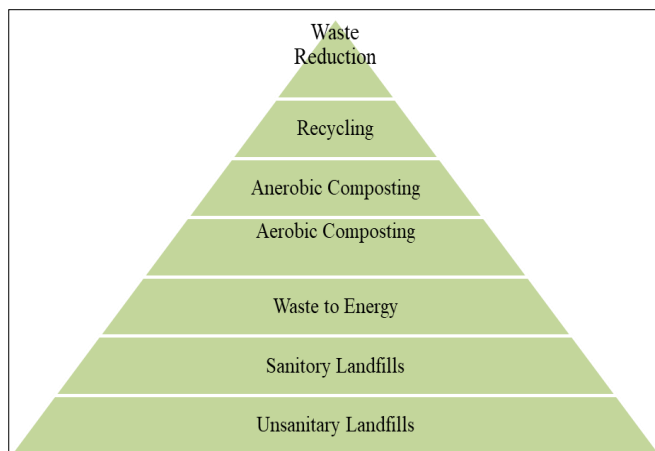 Waste
Reduction
Recycling
Anerobic Composting
Aerobic Composting
Waste to Energy
Sanitory Landfills
Unsanitary Landfills